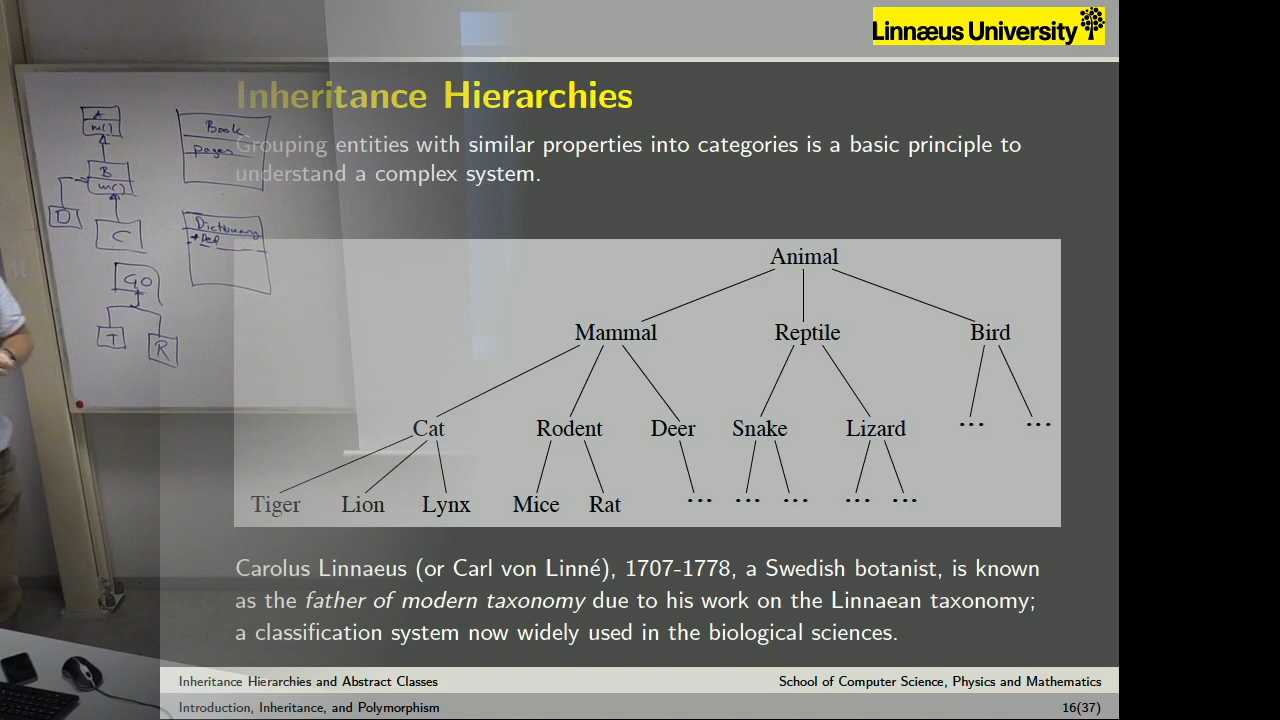 Linnæus University
Inheritance Hierarchies
Grouping entities with similar properties into categories is a basic principle to
understand a complex system.
A
m()
B
m()
D
C
GO
T
R
Book
pages
Dictionary
Animal
Mammal Reptile Bird
Cat Rodent Deer Snake Lizard ... ...
Tiger Lion Lynx Mice Rat ... ... ... ... ...
Carolus Linnaeus (or Carl von Linné), 1707-1778, a Swedish botanist, is known
as the father of modern taxonomy due to his work on the Linnaean taxonomy;
a classification system now widely used in the biological sciences.
Inheritance Hierarchies and Abstract Classes School of Computer Science, Physics and Mathematics
Introduction, Inheritance, and Polymorphism 16(37)